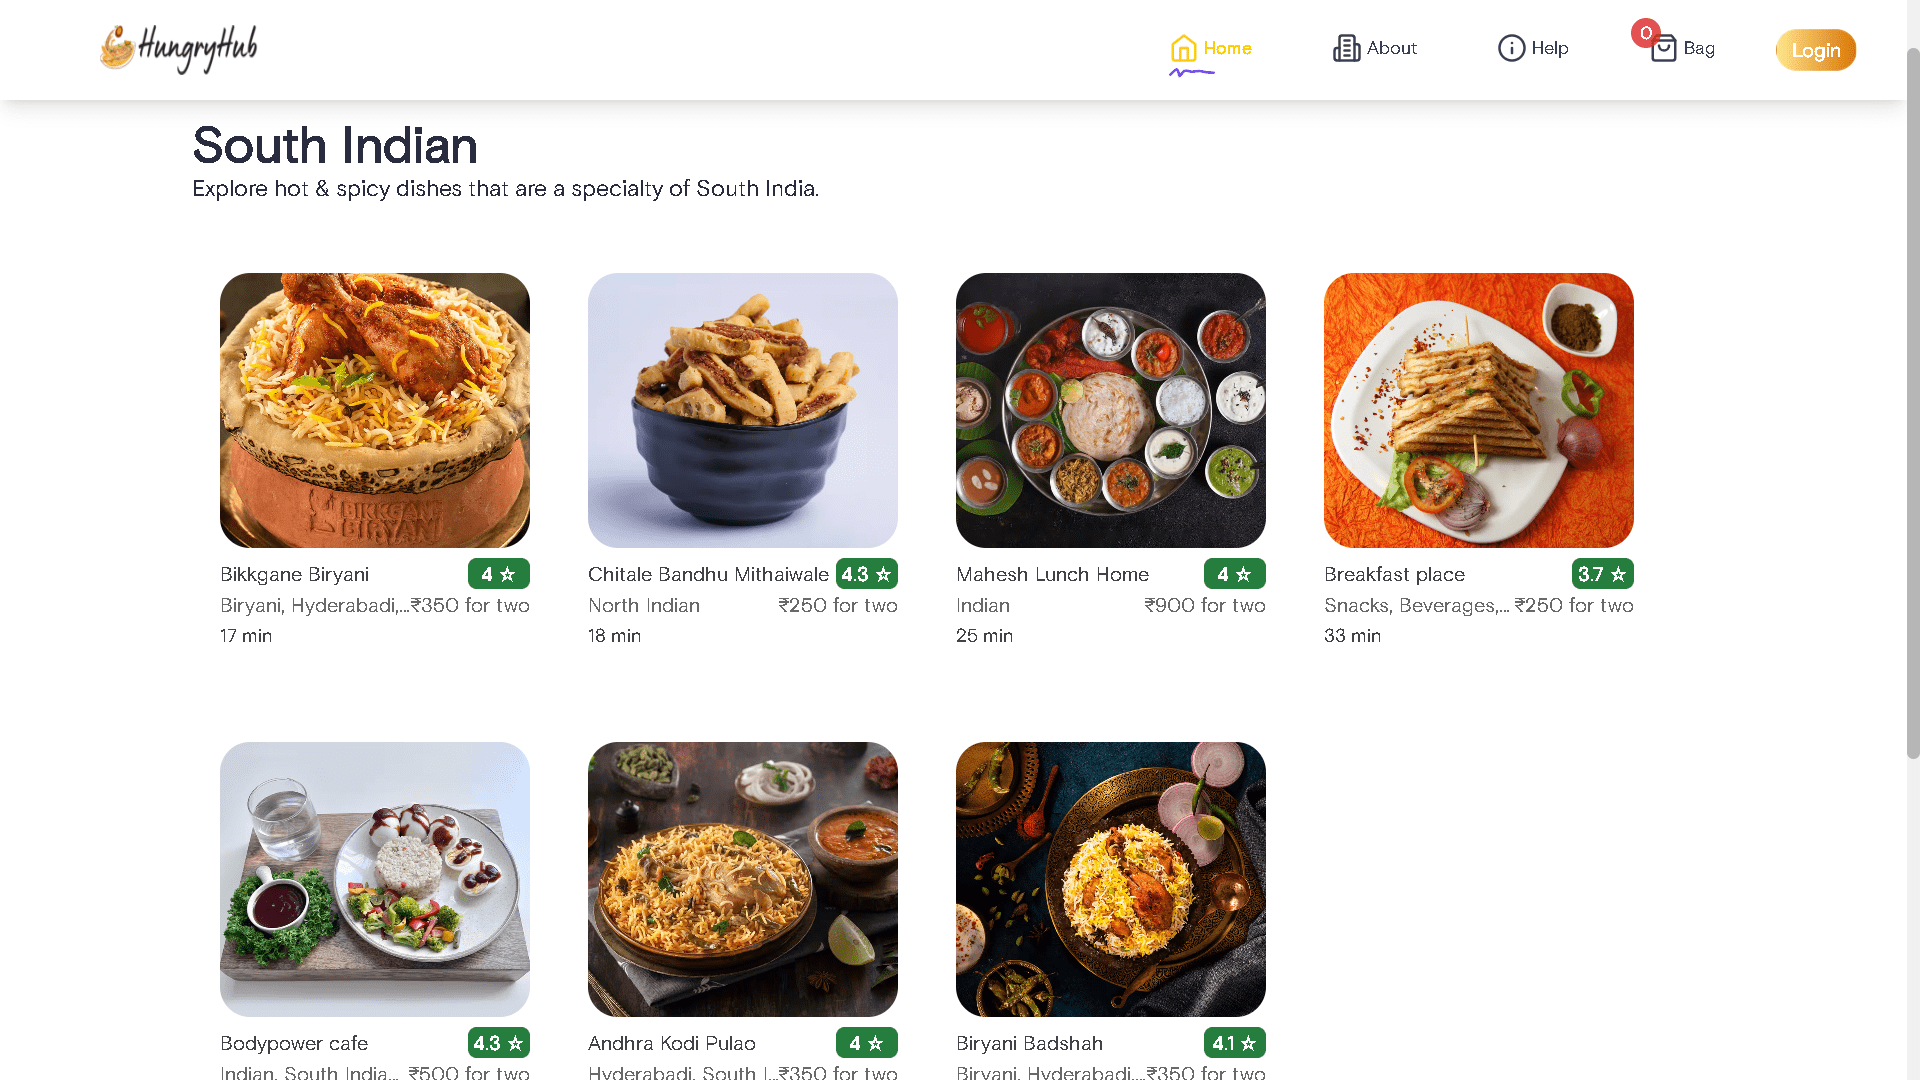 HungryHub
Home
About
Help
0
Bag
Login
South Indian
Explore hot & spicy dishes that are a specialty of South India.
BIKKGANE
BIRYANI
Bikkgane Biryani 4 ☆
Biryani, Hyderabadi,...₹350 for two
17 min
Chitale Bandhu Mithaiwale 4.3 ☆
North Indian ₹250 for two
18 min
Mahesh Lunch Home 4 ☆
Indian ₹900 for two
25 min
Breakfast place 3.7 ☆
Snacks, Beverages,... ₹250 for two
33 min
Bodypower cafe 4.3 ☆
Indian, South India... ₹500 for two
Andhra Kodi Pulao 4 ☆
Hyderabadi, South I...₹350 for two
Biryani Badshah 4.1 ☆
Biryani, Hyderabadi,...₹350 for two